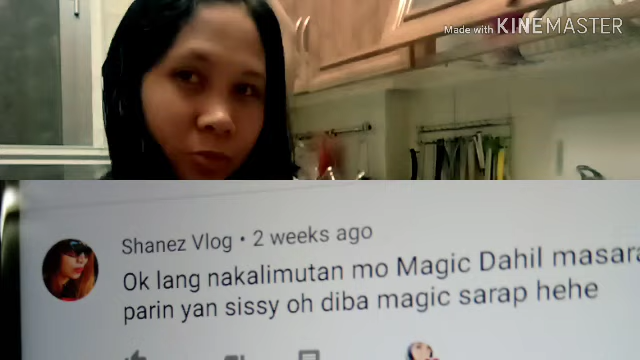 Made with KINEMASTER
Shanez Vlog • 2 weeks ago
Ok lang nakalimutan mo Magic Dahil
parin yan sissy oh diba magic sarap hehe